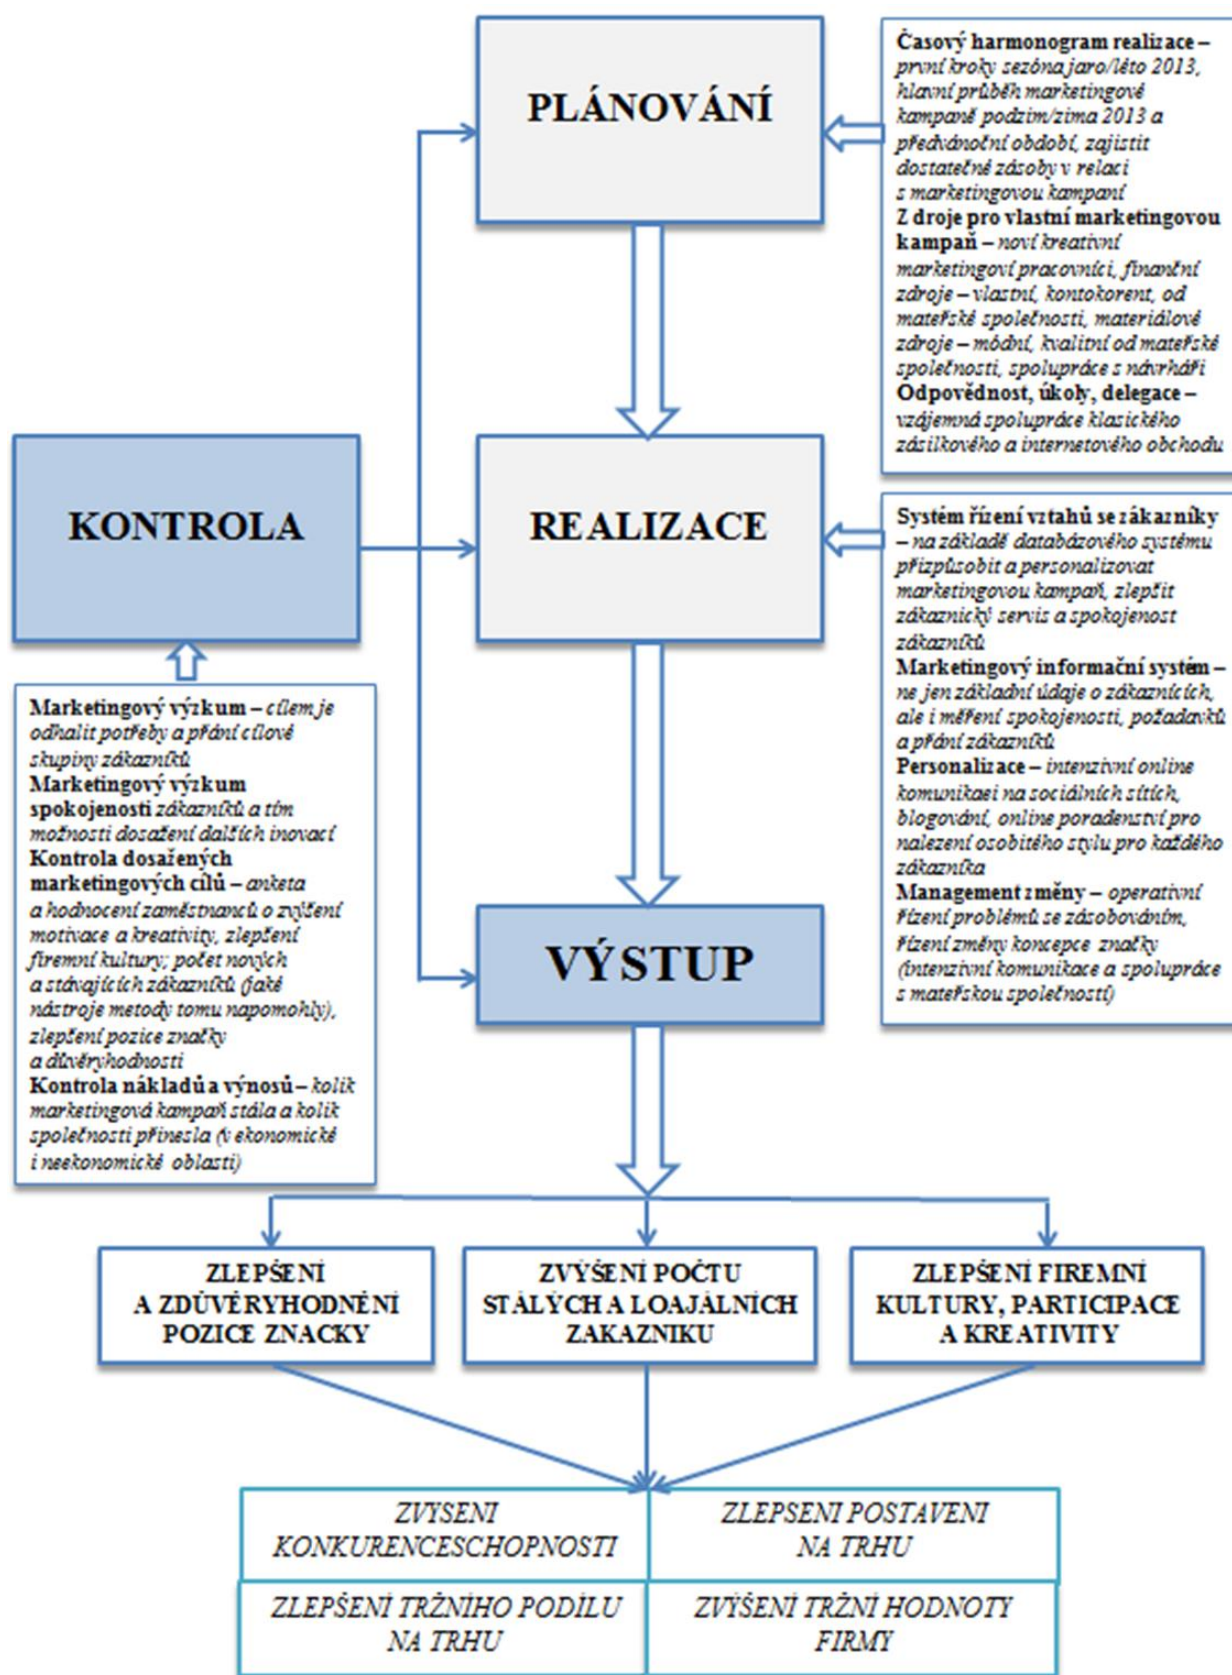 PLÁNOVÁNÍ
Časový harmonogram realizace –
první kroky sezóna jaro/léto 2013,
hlavní průběh marketingové
kampaně podzim/zima 2013 a
předvánoční období, zajistit
dostatečné zásoby v relaci
s marketingovou kampaní
Z droje pro vlastní marketingovou
kampaň – noví kreativní
marketingoví pracovníci, finanční
zdroje – vlastní, kontokorent, od
mateřské společnosti, materiálové
zdroje – módní, kvalitní od mateřské
společnosti, spolupráce s návrháři
Odpovědnost, úkoly, delegace –
vzájemná spolupráce klasického
zásilkového a internetového obchodu
KONTROLA
REALIZACE
Systém řízení vztahů se zákazníky
– na základě databázového systému
přizpůsobit a personalizovat
marketingovou kampaň, zlepšit
zákaznický servis a spokojenost
zákazníků
Marketingový informační systém –
ne jen základní údaje o zákaznících,
ale i měření spokojenosti, požadavků
a přání zákazníků
Personalizace – intenzivní online
komunikaei na sociálních sítích,
blogování, online poradenství pro
nalezení osobitého stylu pro každého
zákazníka
Management změny – operativní
řízení problémů se zásobováním,
řízení změny koncepce značky
(intenzivní komunikace a spolupráce
s mateřskou společností)
Marketingový výzkum – cílem je
odhalit potřeby a přání cílové
skupiny zákazníků
Marketingový výzkum
spokojenosti zákazníků a tím
možnosti dosažení dalších inovací
Kontrola dosažených
marketingových cílů – anketa
a hodnocení zaměstnanců o zvýšení
motivace a kreativity, zlepšení
firemní kultury; počet nových
a stávajících zákazníků (jaké
nástroje metody tomu napomohly),
zlepšení pozice značky
a důvěryhodnosti
Kontrola nákladů a výnosů – kolik
marketingová kampaň stála a kolik
společnosti přinesla (v ekonomické
i neekonomické oblasti)
VÝSTUP
ZLEPŠENÍ
A ZDŮVĚRYHODNĚNÍ
POZICE ZNACKY
ZVÝŠENÍ POČTU
STÁLÝCH A LOAJÁLNÍCH
ZAKAZNIKU
ZLEPŠENÍ FIREMNÍ
KULTURY, PARTICIPACE
A KREATIVITY
ZVYSENI
KONKURENCESCHOPNOSTI
ZLEPSENI POSTAVENI
NA TRHU
ZLEPŠENÍ TRŽNÍHO PODÍLU
NA TRHU
ZVÝŠENÍ TRŽNÍ HODNOTY
FIRMY